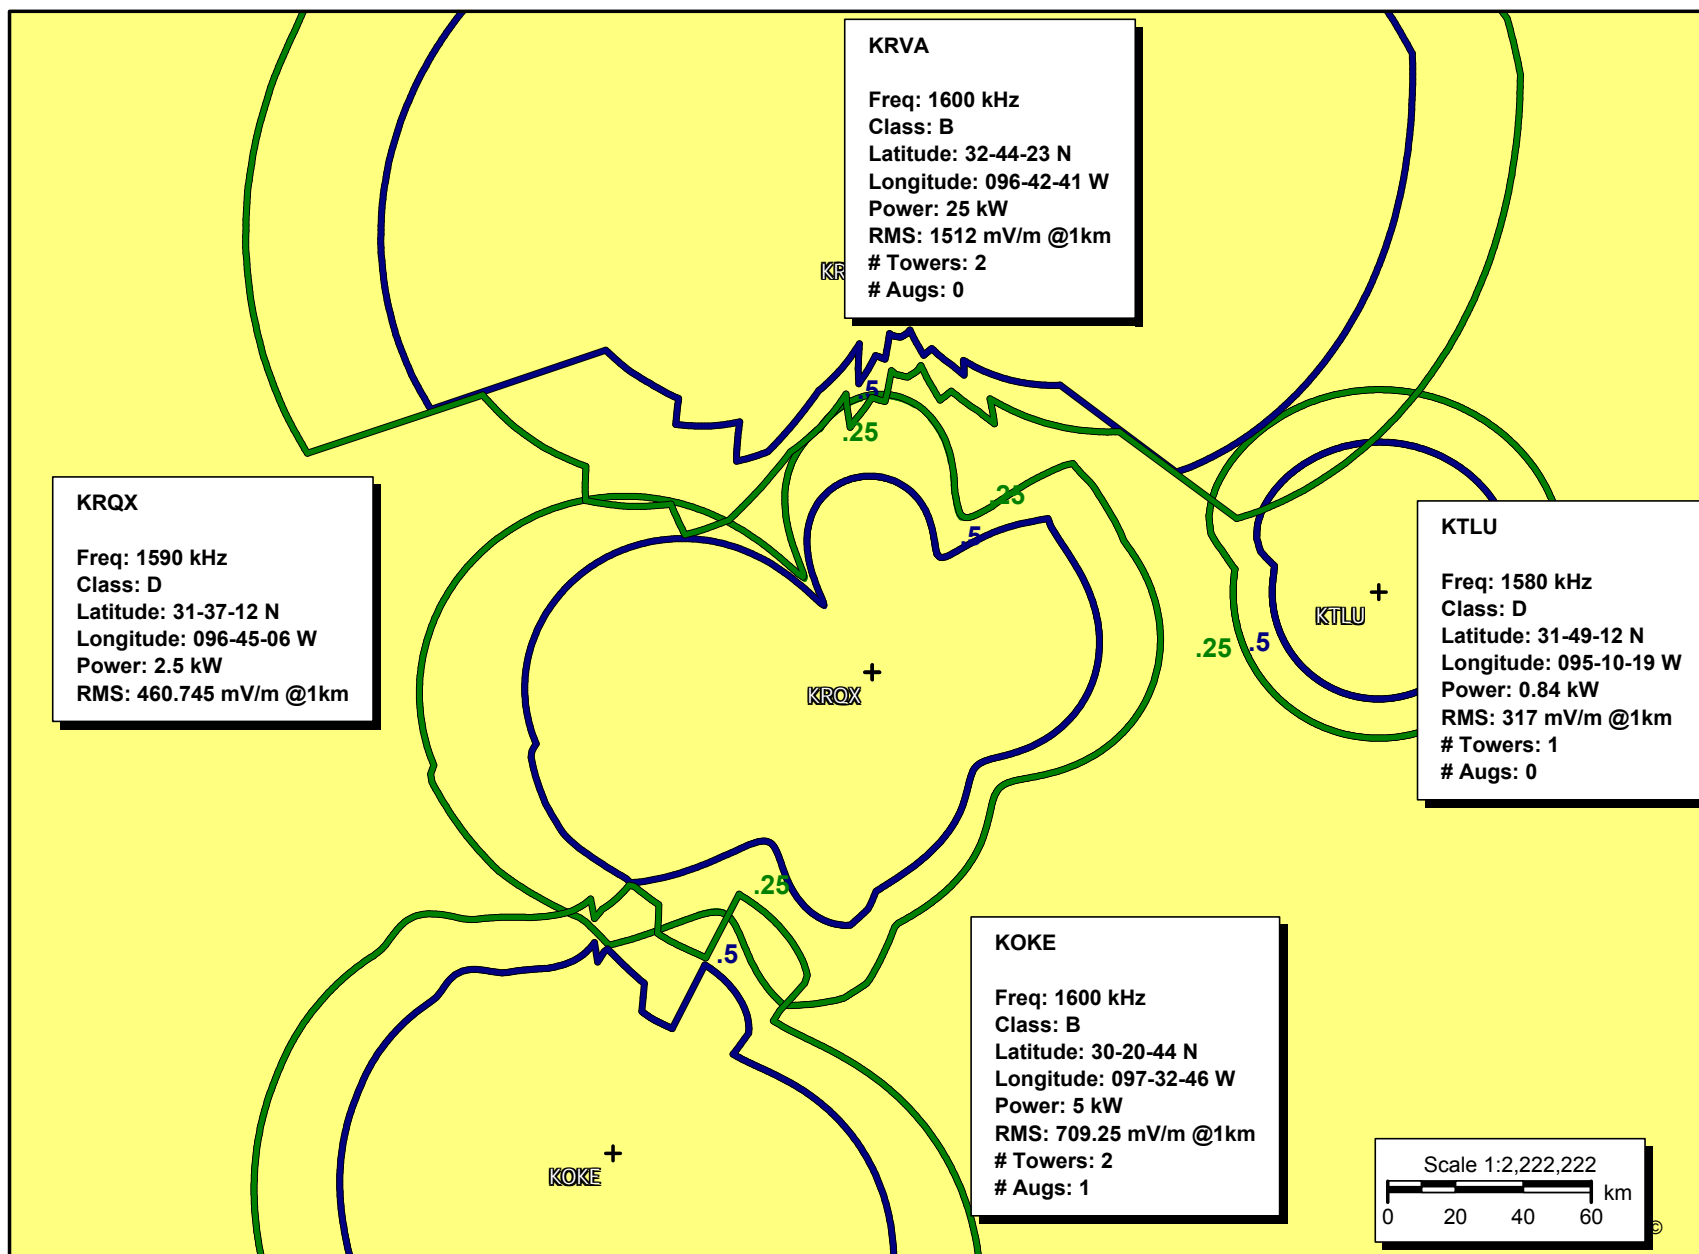 KRVA
Freq: 1600 kHz
Class: B
Latitude: 32-44-23 N
Longitude: 096-42-41 W
Power: 25 kW
RMS: 1512 mV/m @1km
# Towers: 2
# Augs: 0
KR
.5
.25
.25
.5
KRQX
Freq: 1590 kHz
Class: D
Latitude: 31-37-12 N
Longitude: 096-45-06 W
Power: 2.5 kW
RMS: 460.745 mV/m @1km
KRQX
KTLU
.25
.5
KTLU
Freq: 1580 kHz
Class: D
Latitude: 31-49-12 N
Longitude: 095-10-19 W
Power: 0.84 kW
RMS: 317 mV/m @1km
# Towers: 1
# Augs: 0
.25
.5
KOKE
KOKE
Freq: 1600 kHz
Class: B
Latitude: 30-20-44 N
Longitude: 097-32-46 W
Power: 5 kW
RMS: 709.25 mV/m @1km
# Towers: 2
# Augs: 1
Scale 1:2,222,222
km
0 20 40 60
©